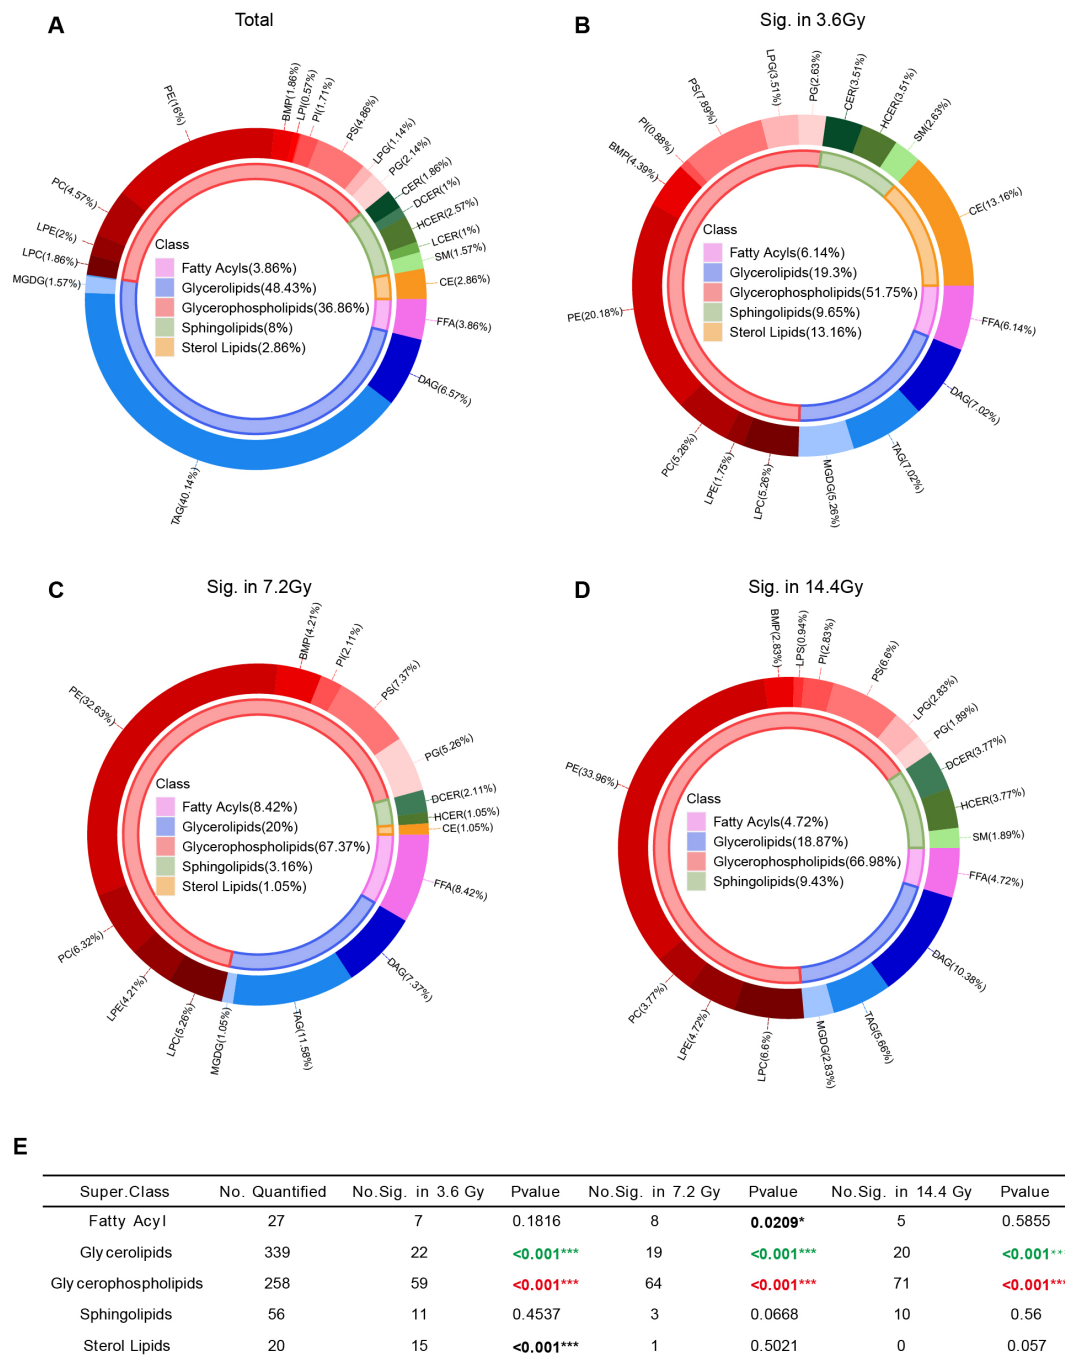 A
Total
PE(16%)
BMP(1.86%)
LPI(0.57%)
PI(1.71%)
PS(4.86%)
LPG(1.14%)
PG(2.14%)
CER(1.86%)
DCER(1%)
HCER(2.57%)
LCER(1%)
SM(1.57%)
CE(2.86%)
FFA(3.86%)
DAG(6.57%)
TAG(40.14%)
MGDG(1.57%)
LPC(1.86%)
LPE(2%)
PC(4.57%)
Class
Fatty Acyls(3.86%)
Glycerolipids(48.43%)
Glycerophospholipids(36.86%)
Sphingolipids(8%)
Sterol Lipids(2.86%)
B
Sig. in 3.6Gy
PE(20.18%)
BMP(4.39%)
PI(0.88%)
PS(7.89%)
LPG(3.51%)
PG(2.63%)
CER(3.51%)
HCER(3.51%)
SM(2.63%)
CE(13.16%)
FFA(6.14%)
DAG(7.02%)
TAG(7.02%)
MGDG(5.26%)
LPC(5.26%)
LPE(1.75%)
PC(5.26%)
Class
Fatty Acyls(6.14%)
Glycerolipids(19.3%)
Glycerophospholipids(51.75%)
Sphingolipids(9.65%)
Sterol Lipids(13.16%)
C
Sig. in 7.2Gy
PE(32.63%)
BMP(4.21%)
PI(2.11%)
PS(7.37%)
PG(5.26%)
DCER(2.11%)
HCER(1.05%)
CE(1.05%)
FFA(8.42%)
DAG(7.37%)
TAG(11.58%)
MGDG(1.05%)
LPC(5.26%)
LPE(4.21%)
PC(6.32%)
Class
Fatty Acyls(8.42%)
Glycerolipids(20%)
Glycerophospholipids(67.37%)
Sphingolipids(3.16%)
Sterol Lipids(1.05%)
D
Sig. in 14.4Gy
PE(33.96%)
BMP(2.83%)
LPS(0.94%)
PI(2.83%)
PS(6.6%)
LPG(2.83%)
PG(1.89%)
DCER(3.77%)
HCER(3.77%)
SM(1.89%)
FFA(4.72%)
DAG(10.38%)
TAG(5.66%)
MGDG(2.83%)
LPC(6.6%)
LPE(4.72%)
PC(3.77%)
Class
Fatty Acyls(4.72%)
Glycerolipids(18.87%)
Glycerophospholipids(66.98%)
Sphingolipids(9.43%)
E
Super.Class No. Quantified No.Sig. in 3.6 Gy Pvalue No.Sig. in 7.2 Gy Pvalue No.Sig. in 14.4 Gy Pvalue
Fatty Acyl 27 7 0.1816 8 0.0209* 5 0.5855
Glycerolipids 339 22 <0.001*** 19 <0.001*** 20 <0.001***
Glycerophospholipids 258 59 <0.001*** 64 <0.001*** 71 <0.001***
Sphingolipids 56 11 0.4537 3 0.0668 10 0.56
Sterol Lipids 20 15 <0.001*** 1 0.5021 0 0.057